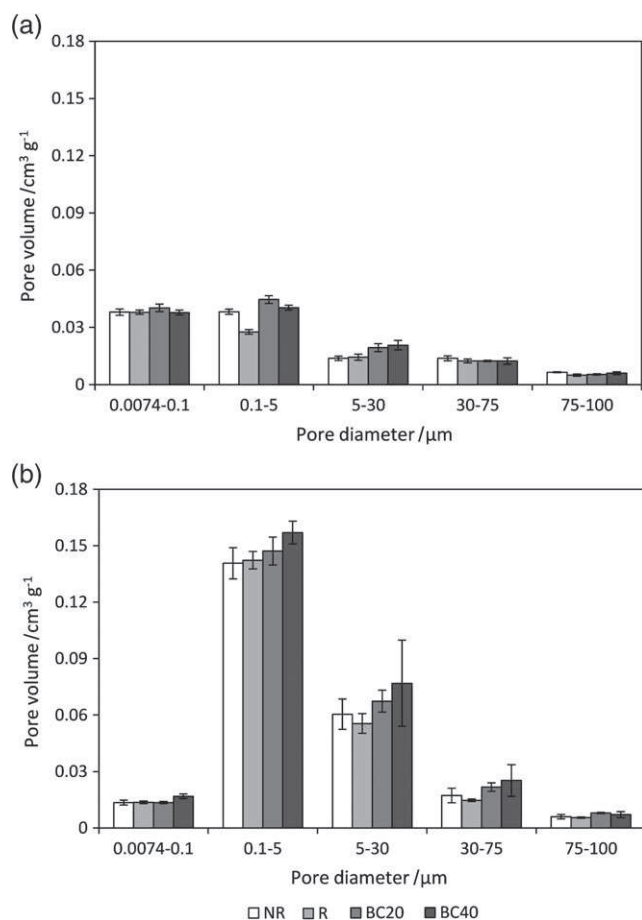 (a)
0.18
0.15
0.12
0.09
0.06
0.03
0
Pore volume /cm³ g⁻¹
0.0074-0.1 0.1-5 5-30 30-75 75-100
Pore diameter /µm
(b)
0.18
0.15
0.12
0.09
0.06
0.03
0
Pore volume /cm³ g⁻¹
0.0074-0.1 0.1-5 5-30 30-75 75-100
Pore diameter /µm
NR R BC20 BC40